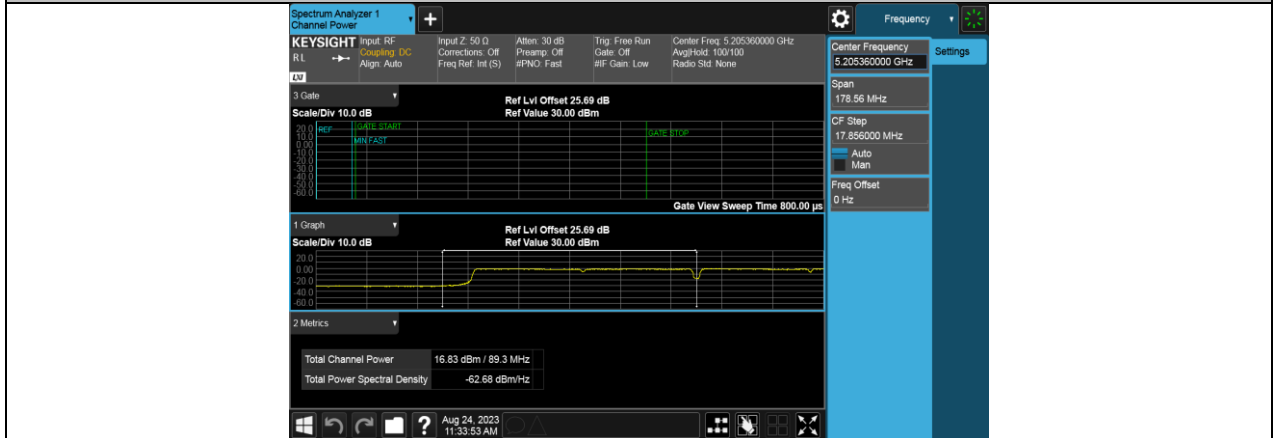 Spectrum Analyzer 1
Channel Power
+
Frequency
KEYSIGHT
RL
LXI
Input: RF
Coupling: DC
Align: Auto
Input Z: 50 Ω
Corrections: Off
Freq Ref: Int (S)
Atten: 30 dB
Preamp: Off
#PNO: Fast
Trig: Free Run
Gate: Off
#IF Gain: Low
Center Freq: 5.205360000 GHz
Avg|Hold: 100/100
Radio Std: None
3 Gate
Scale/Div 10.0 dB
Ref Lvl Offset 25.69 dB
Ref Value 30.00 dBm
20.0
10.0
0.00
-10.0
-20.0
-30.0
-40.0
-50.0
-60.0
REF
GATE START
MIN FAST
GATE STOP
Gate View Sweep Time 800.00 µs
1 Graph
Scale/Div 10.0 dB
Ref Lvl Offset 25.69 dB
Ref Value 30.00 dBm
20.0
0.00
-20.0
-40.0
-60.0
2 Metrics
Total Channel Power 16.83 dBm / 89.3 MHz
Total Power Spectral Density -62.68 dBm/Hz
?
Aug 24, 2023
11:33:53 AM
Center Frequency
5.205360000 GHz
Settings
Span
178.56 MHz
CF Step
17.856000 MHz
Auto
Man
Freq Offset
0 Hz